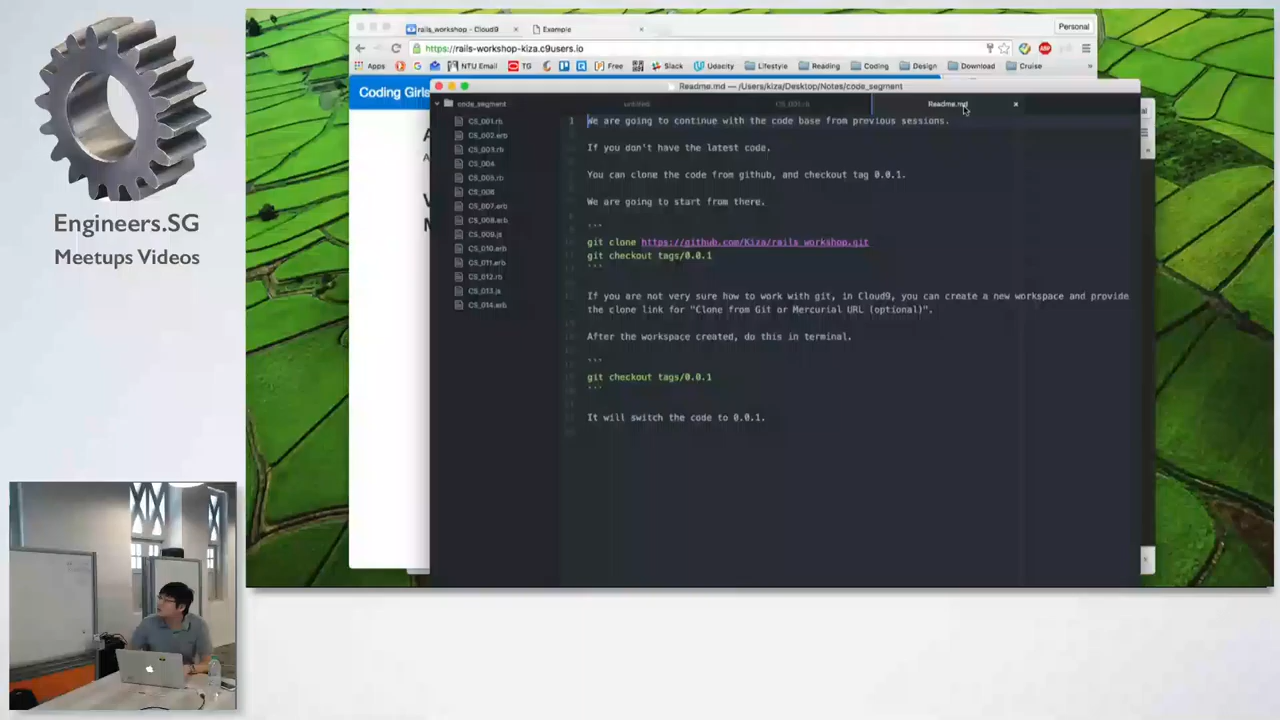 Engineers.SG
Meetups Videos
rails_workshop - Cloud9
Example
Personal
https://rails-workshop-kiza.c9users.io
Apps
G
NTU Email
TG
Free
Slack
Udacity
Lifestyle
Reading
Coding
Design
Download
Cruise
»
Coding Girls
Readme.md — /Users/kiza/Desktop/Notes/code_segment
code_segment
untitled
Readme.md
CS_001.rb
CS_002.erb
CS_003.rb
CS_004
CS_005.rb
CS_006
CS_007.erb
CS_008.erb
CS_009.js
CS_010.erb
CS_011.erb
CS_012.rb
CS_013.js
CS_014.erb
1 We are going to continue with the code base from previous sessions.
If you don't have the latest code.
You can clone the code from github, and checkout tag 0.0.1.
We are going to start from there.
```
git clone https://github.com/Kiza/rails_workshop.git
git checkout tags/0.0.1
```
If you are not very sure how to work with git, in Cloud9, you can create a new workspace and provide
the clone link for "Clone from Git or Mercurial URL (optional)".
After the workspace created, do this in terminal.
```
git checkout tags/0.0.1
```
It will switch the code to 0.0.1.